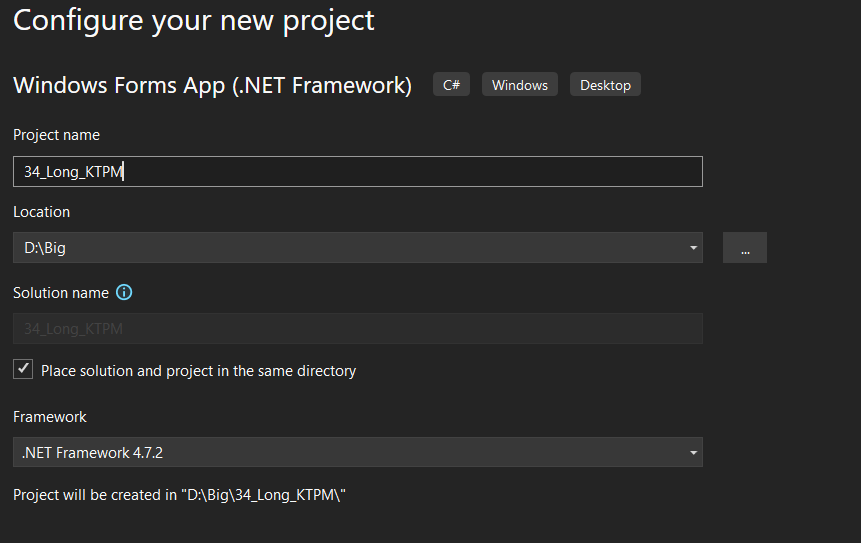 Configure your new project
Windows Forms App (.NET Framework) C# Windows Desktop
Project name
34_Long_KTPM
Location
D:\Big
...
Solution name
34_Long_KTPM
Place solution and project in the same directory
Framework
.NET Framework 4.7.2
Project will be created in "D:\Big\34_Long_KTPM\"